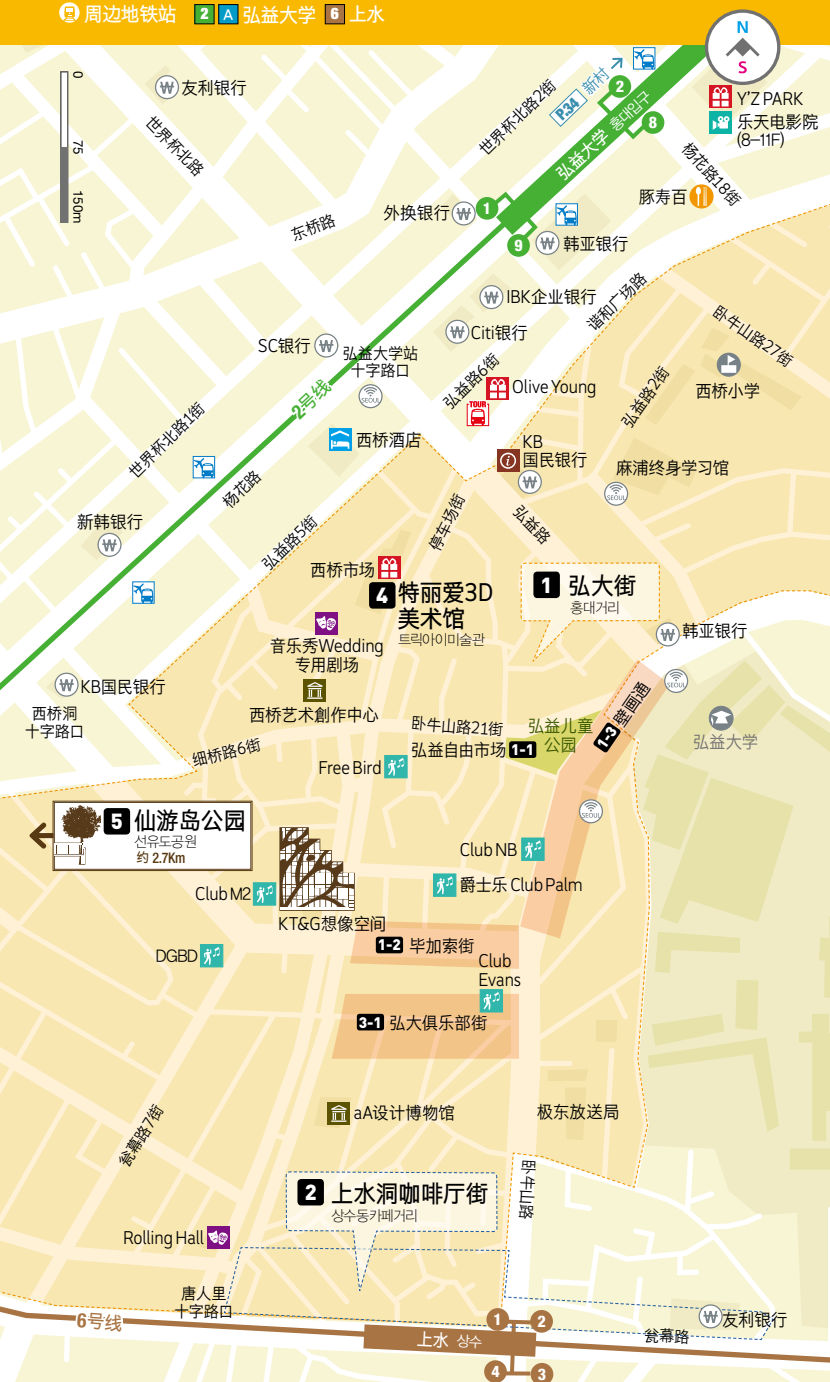 周边地铁站 2 A 弘益大学 6 上水
N
S
0
75
150m
友利银行
世界杯北路
世界杯北路2街
P.34 新村
2
8
弘益大学 홍대입구
Y'Z PARK
乐天电影院
(8–11F)
杨花路18街
豚寿百
外换银行
1
9
韩亚银行
东桥路
IBK企业银行
谐和广场路
Citi银行
SC银行
弘益大学站
十字路口
SEOUL
2号线
弘益路6街
Olive Young
TOUR
卧牛山路27街
西桥小学
弘益路2街
西桥酒店
KB
国民银行
麻浦终身学习馆
SEOUL
世界杯北路1街
杨花路
新韩银行
弘益路5街
停车场街
弘益路
西桥市场
4 特丽爱3D
美术馆
트릭아이미술관
1 弘大街
홍대거리
音乐秀Wedding
专用剧场
韩亚银行
SEOUL
KB国民银行
西桥洞
十字路口
西桥艺术創作中心
卧牛山路21街
弘益儿童
公园
1-3 壁画通
弘益大学
细桥路6街
弘益自由市场 1-1
Free Bird
5 仙游岛公园
선유도공원
约 2.7Km
SEOUL
Club NB
爵士乐 Club Palm
Club M2
KT&G想像空间
1-2 毕加索街
DGBD
Club
Evans
3-1 弘大俱乐部街
aA设计博物馆
极东放送局
瓮幕路7街
2 上水洞咖啡厅街
상수동카페거리
卧牛山路
Rolling Hall
唐人里
十字路口
6号线
1
2
上水 상수
友利银行
瓮幕路
4
3